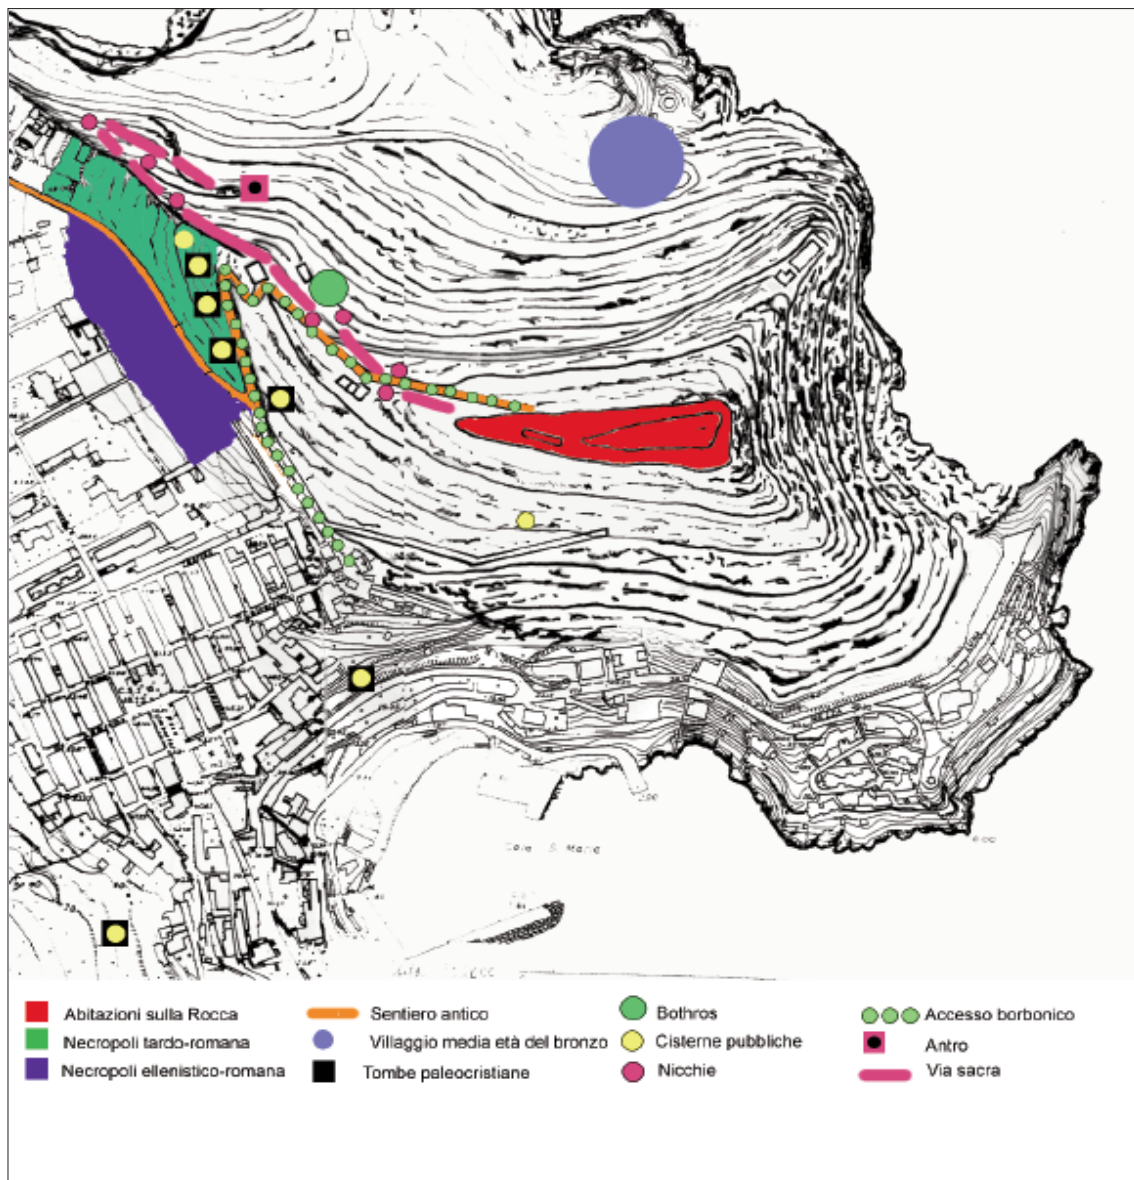 Cala S. Maria
Abitazioni sulla Rocca
Necropoli tardo-romana
Necropoli ellenistico-romana
Sentiero antico
Villaggio media età del bronzo
Tombe paleocristiane
Bothros
Cisterne pubbliche
Nicchie
Accesso borbonico
Antro
Via sacra